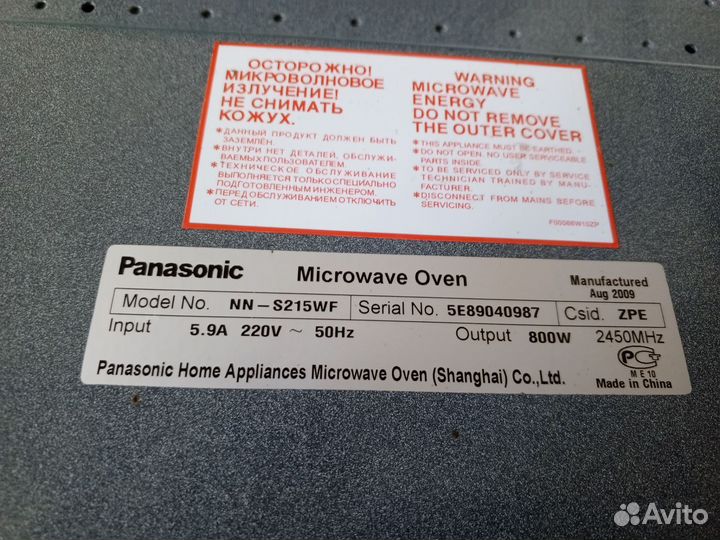 ОСТОРОЖНО!
МИКРОВОЛНОВОЕ
ИЗЛУЧЕНИЕ!
НЕ СНИМАТЬ
КОЖУХ.
*ДАННЫЙ ПРОДУКТ ДОЛЖЕН БЫТЬ
ЗАЗЕМЛЁН.
*ВНУТРИ НЕТ ДЕТАЛЕЙ, ОБСЛУЖИ-
ВАЕМЫХ ПОЛЬЗОВАТЕЛЕМ.
*ТЕХНИЧЕСКОЕ ОБСЛУЖИВАНИЕ
ВЫПОЛНЯЕТСЯ ТОЛЬКО СПЕЦИАЛЬНО
ПОДГОТОВЛЕННЫМ ИНЖЕНЕРОМ.
*ПЕРЕД ОБСЛУЖИВАНИЕМ ОТКЛЮЧИТЬ
ОТ СЕТИ.
WARNING
MICROWAVE
ENERGY
DO NOT REMOVE
THE OUTER COVER
*THIS APPLIANCE MUST BE EARTHED.
*DO NOT OPEN, NO USER SERVICEABLE
PARTS INSIDE.
*TO BE SERVICED ONLY BY SERVICE
TECHNICIAN TRAINED BY MANU-
FACTURER.
*DISCONNECT FROM MAINS BEFORE
SERVICING.
F00066W10ZP
Panasonic Microwave Oven Manufactured
Aug 2009
Model No. NN-S215WF Serial No. 5E89040987 Csid. ZPE
Input 5.9A 220V ~ 50Hz Output 800W 2450MHz
Panasonic Home Appliances Microwave Oven (Shanghai) Co.,Ltd.
ME10
Made in China
Avito